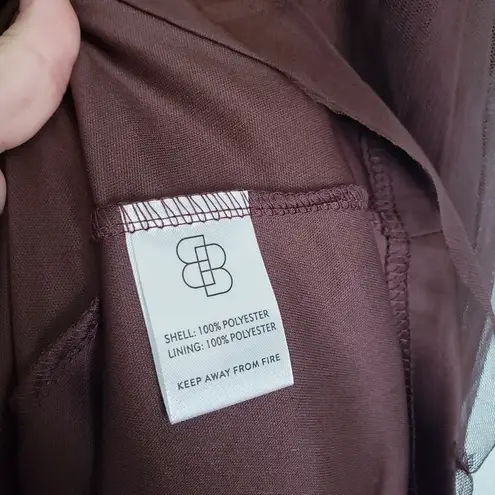 SHELL: 100% POLYESTER
LINING: 100% POLYESTER
KEEP AWAY FROM FIRE